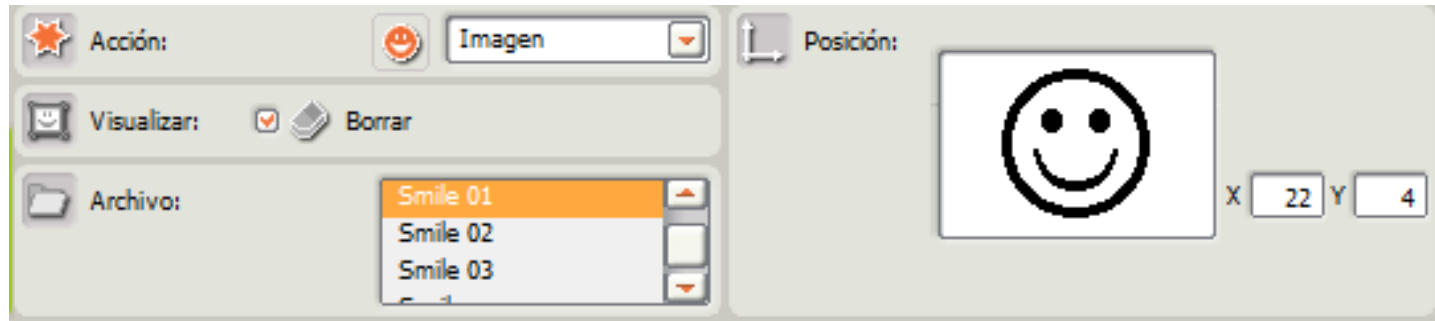 Acción:
Imagen
Visualizar:
Borrar
Archivo:
Smile 01
Smile 02
Smile 03
Posición:
X 22 Y 4